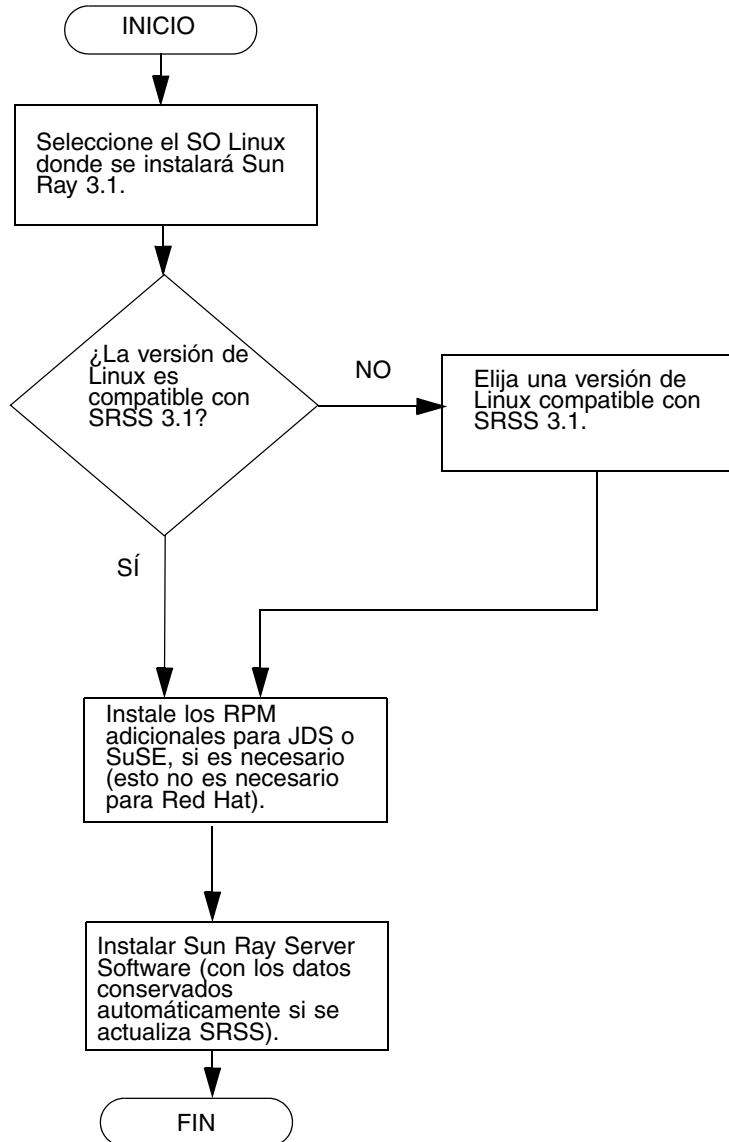 INICIO
Seleccione el SO Linux
donde se instalará Sun
Ray 3.1.
¿La versión de
Linux es
compatible con
SRSS 3.1?
NO
Elija una versión de
Linux compatible con
SRSS 3.1.
SÍ
Instale los RPM
adicionales para JDS o
SuSE, si es necesario
(esto no es necesario
para Red Hat).
Instalar Sun Ray Server
Software (con los datos
conservados
automáticamente si se
actualiza SRSS).
FIN